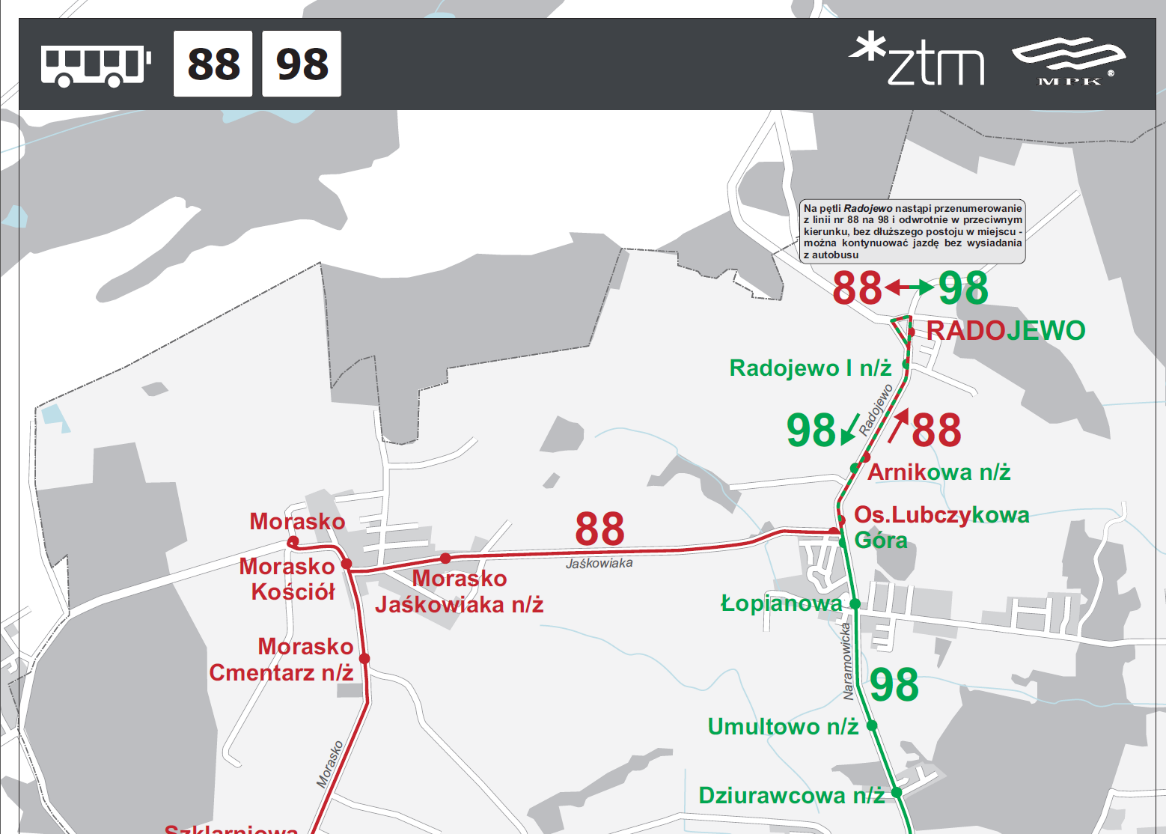 88 98
*ztm
MPK®
Na pętli Radojewo nastąpi przenumerowanie
z linii nr 88 na 98 i odwrotnie w przeciwnym
kierunku, bez dłuższego postoju w miejscu -
można kontynuować jazdę bez wysiadania
z autobusu
88 98
RADOJEWO
Radojewo I n/ż
Radojewo
98 88
Arnikowa n/ż
Os.Lubczykowa
Góra
88
Jaśkowiaka
Morasko
Morasko
Kościół
Morasko
Jaśkowiaka n/ż
Łopianowa
Naramowicka
Morasko
Cmentarz n/ż
98
Umultowo n/ż
Morasko
Dziurawcowa n/ż
Szklarniowa